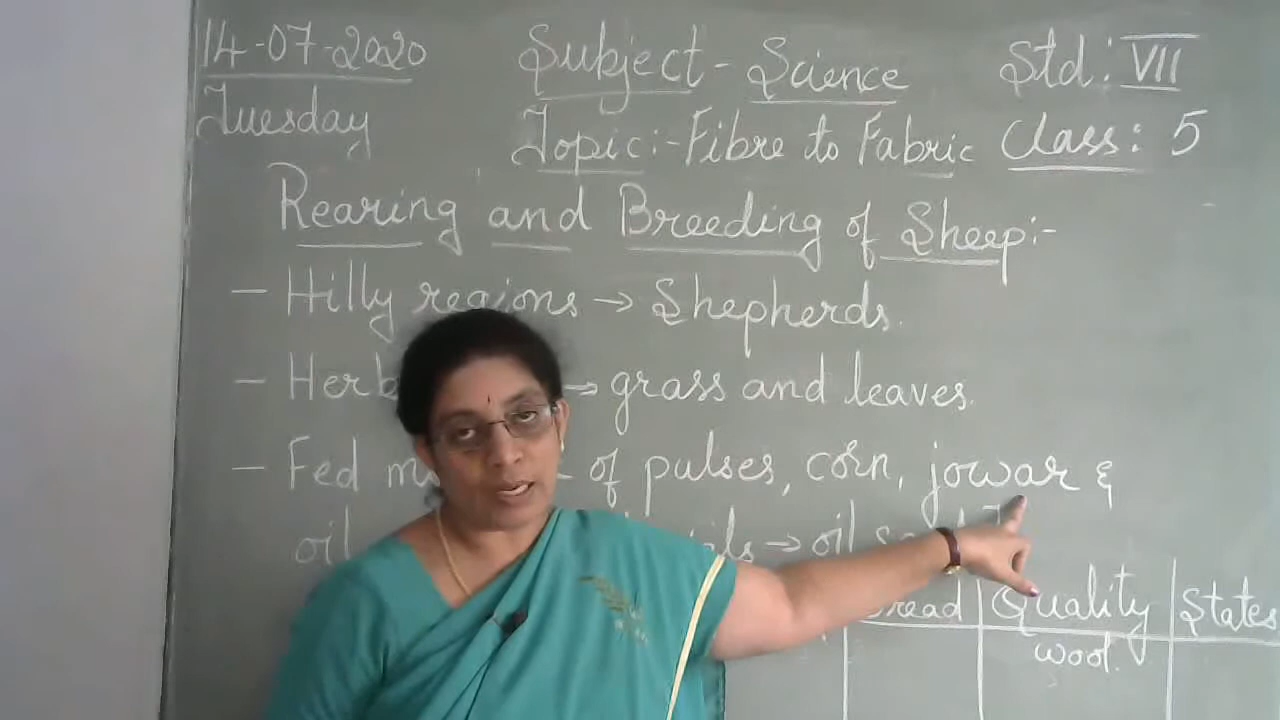 14-07-2020 Subject - Science Std: VII
Tuesday Topic:- Fibre to Fabric Class: 5
Rearing and Breeding of Sheep:-
- Hilly regions → Shepherds.
- → grass and leaves.
- Fed of pulses, corn, jowar &
oil → oil
Quality States
wool.